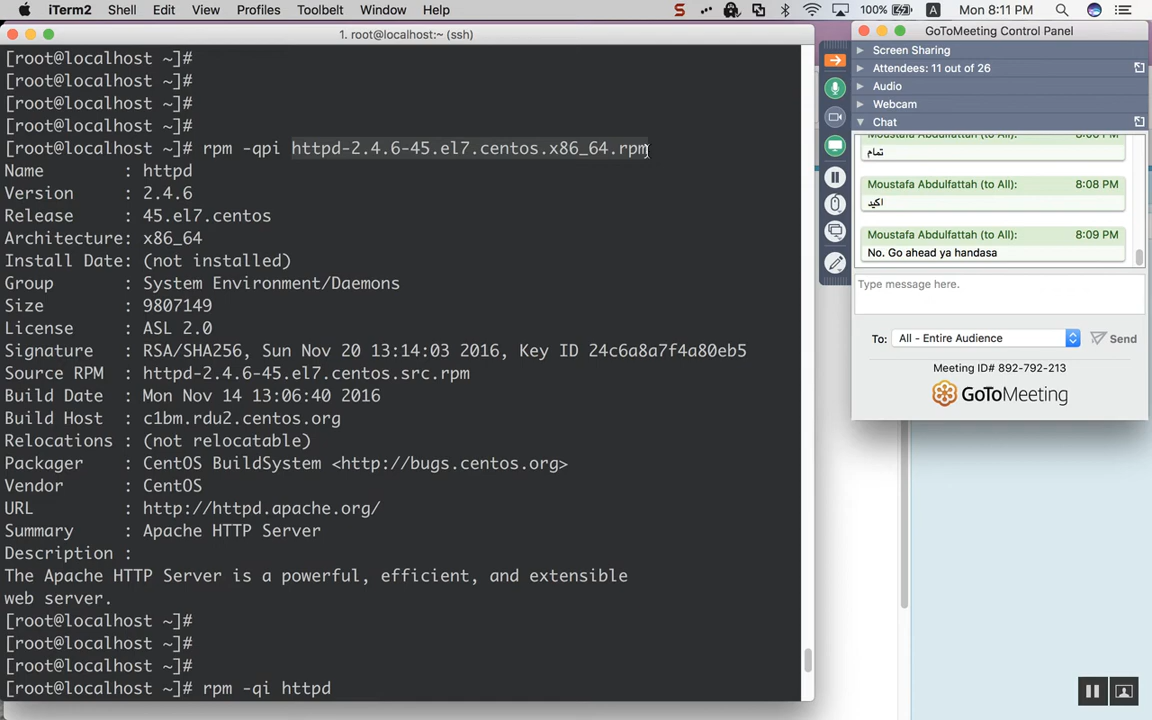 iTerm2 Shell Edit View Profiles Toolbelt Window Help 100% A Mon 8:11 PM
1. root@localhost:~ (ssh)
[root@localhost ~]#
[root@localhost ~]#
[root@localhost ~]#
[root@localhost ~]#
[root@localhost ~]# rpm -qpi httpd-2.4.6-45.el7.centos.x86_64.rpm
Name        : httpd
Version     : 2.4.6
Release     : 45.el7.centos
Architecture: x86_64
Install Date: (not installed)
Group       : System Environment/Daemons
Size        : 9807149
License     : ASL 2.0
Signature   : RSA/SHA256, Sun Nov 20 13:14:03 2016, Key ID 24c6a8a7f4a80eb5
Source RPM  : httpd-2.4.6-45.el7.centos.src.rpm
Build Date  : Mon Nov 14 13:06:40 2016
Build Host  : c1bm.rdu2.centos.org
Relocations : (not relocatable)
Packager    : CentOS BuildSystem <http://bugs.centos.org>
Vendor      : CentOS
URL         : http://httpd.apache.org/
Summary     : Apache HTTP Server
Description :
The Apache HTTP Server is a powerful, efficient, and extensible
web server.
[root@localhost ~]#
[root@localhost ~]#
[root@localhost ~]#
[root@localhost ~]# rpm -qi httpd
GoToMeeting Control Panel
Screen Sharing
Attendees: 11 out of 26
Audio
Webcam
Chat
Moustafa Abdulfattah (to All):
تمام
Moustafa Abdulfattah (to All): 8:08 PM
اكيد
Moustafa Abdulfattah (to All): 8:09 PM
No. Go ahead ya handasa
Type message here.
To: All - Entire Audience Send
Meeting ID# 892-792-213
GoToMeeting